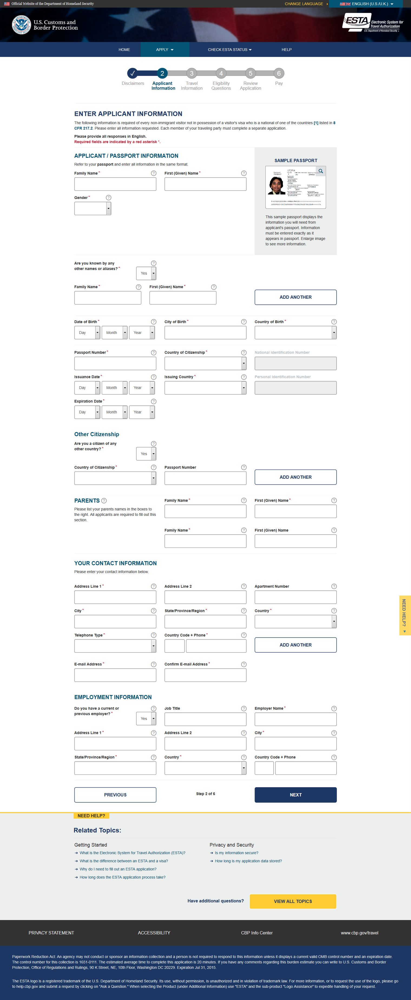 Official Website of the Department of Homeland Security
CHANGE LANGUAGE
ENGLISH (U.S./U.K.)
U.S. Customs and
Border Protection
ESTA
Electronic System for
Travel Authorization
U.S. Department of Homeland Security
HOME
APPLY
CHECK ESTA STATUS
HELP
✓ 2 3 4 5 6
Disclaimers
Applicant
Information
Travel
Information
Eligibility
Questions
Review
Application
Pay
ENTER APPLICANT INFORMATION
The following information is required of every non-immigrant visitor not in possession of a visitor's visa who is a national of one of the countries [1] listed in 8
CFR 217.2. Please enter all information requested. Each member of your traveling party must complete a separate application.
Please provide all responses in English.
Required fields are indicated by a red asterisk *.
APPLICANT / PASSPORT INFORMATION
Refer to your passport and enter all information in the same format.
Family Name * ?
First (Given) Name * ?
Gender * ?
SAMPLE PASSPORT
UTOPIA
This sample passport displays the
information you will need from
applicant's passport. Information
must be entered exactly as it
appears in passport. Enlarge image
to see more information.
Are you known by any
other names or aliases? * ?
Yes
Family Name * ?
First (Given) Name * ?
ADD ANOTHER
Date of Birth * ?
City of Birth * ?
Country of Birth * ?
Day Month Year
Passport Number * ?
Country of Citizenship * ?
National Identification Number
Issuance Date * ?
Issuing Country * ?
Personal Identification Number
Day Month Year
Expiration Date * ?
Day Month Year
Other Citizenship
Are you a citizen of any
other country? * ?
Yes
Country of Citizenship * ?
Passport Number ?
ADD ANOTHER
PARENTS ?
Please list your parents names in the boxes to
the right. All applicants are required to fill out this
section.
Family Name * ?
First (Given) Name * ?
Family Name * ?
First (Given) Name ?
YOUR CONTACT INFORMATION
Please enter your contact information below.
Address Line 1 * ?
Address Line 2 ?
Apartment Number ?
City * ?
State/Province/Region * ?
Country * ?
Telephone Type * ?
Country Code + Phone * ?
ADD ANOTHER
E-mail Address * ?
Confirm E-mail Address * ?
NEED HELP?
EMPLOYMENT INFORMATION
Do you have a current or
previous employer? * ?
Yes
Job Title ?
Employer Name * ?
Address Line 1 * ?
Address Line 2 ?
City * ?
State/Province/Region * ?
Country * ?
Country Code + Phone ?
PREVIOUS
Step 2 of 6
NEXT
NEED HELP?
Related Topics:
Getting Started
➔ What is the Electronic System for Travel Authorization (ESTA)?
➔ What is the difference between an ESTA and a visa?
➔ Why do I need to fill out an ESTA application?
➔ How long does the ESTA application process take?
Privacy and Security
➔ Is my information secure?
➔ How long is my application data stored?
Have additional questions?
VIEW ALL TOPICS
PRIVACY STATEMENT
ACCESSIBILITY
CBP Info Center
www.cbp.gov/travel
Paperwork Reduction Act: An agency may not conduct or sponsor an information collection and a person is not required to respond to this information unless it displays a current valid OMB control number and an expiration date.
The control number for this collection is 1651-0111. The estimated average time to complete this application is 20 minutes. If you have any comments regarding this burden estimate you can write to U.S. Customs and Border
Protection, Office of Regulations and Rulings, 90 K Street, NE, 10th Floor, Washington DC 20229. Expiration Jul 31, 2015.
The ESTA logo is a registered trademark of the U.S. Department of Homeland Security. Its use, without permission, is unauthorized and in violation of trademark law. For more information, or to request the use of the logo, please go
to help.cbp.gov and submit a request by clicking on "Ask a Question." When selecting the Product (under Additional Information) use "ESTA" and the sub-product "Logo Assistance" to expedite handling of your request.